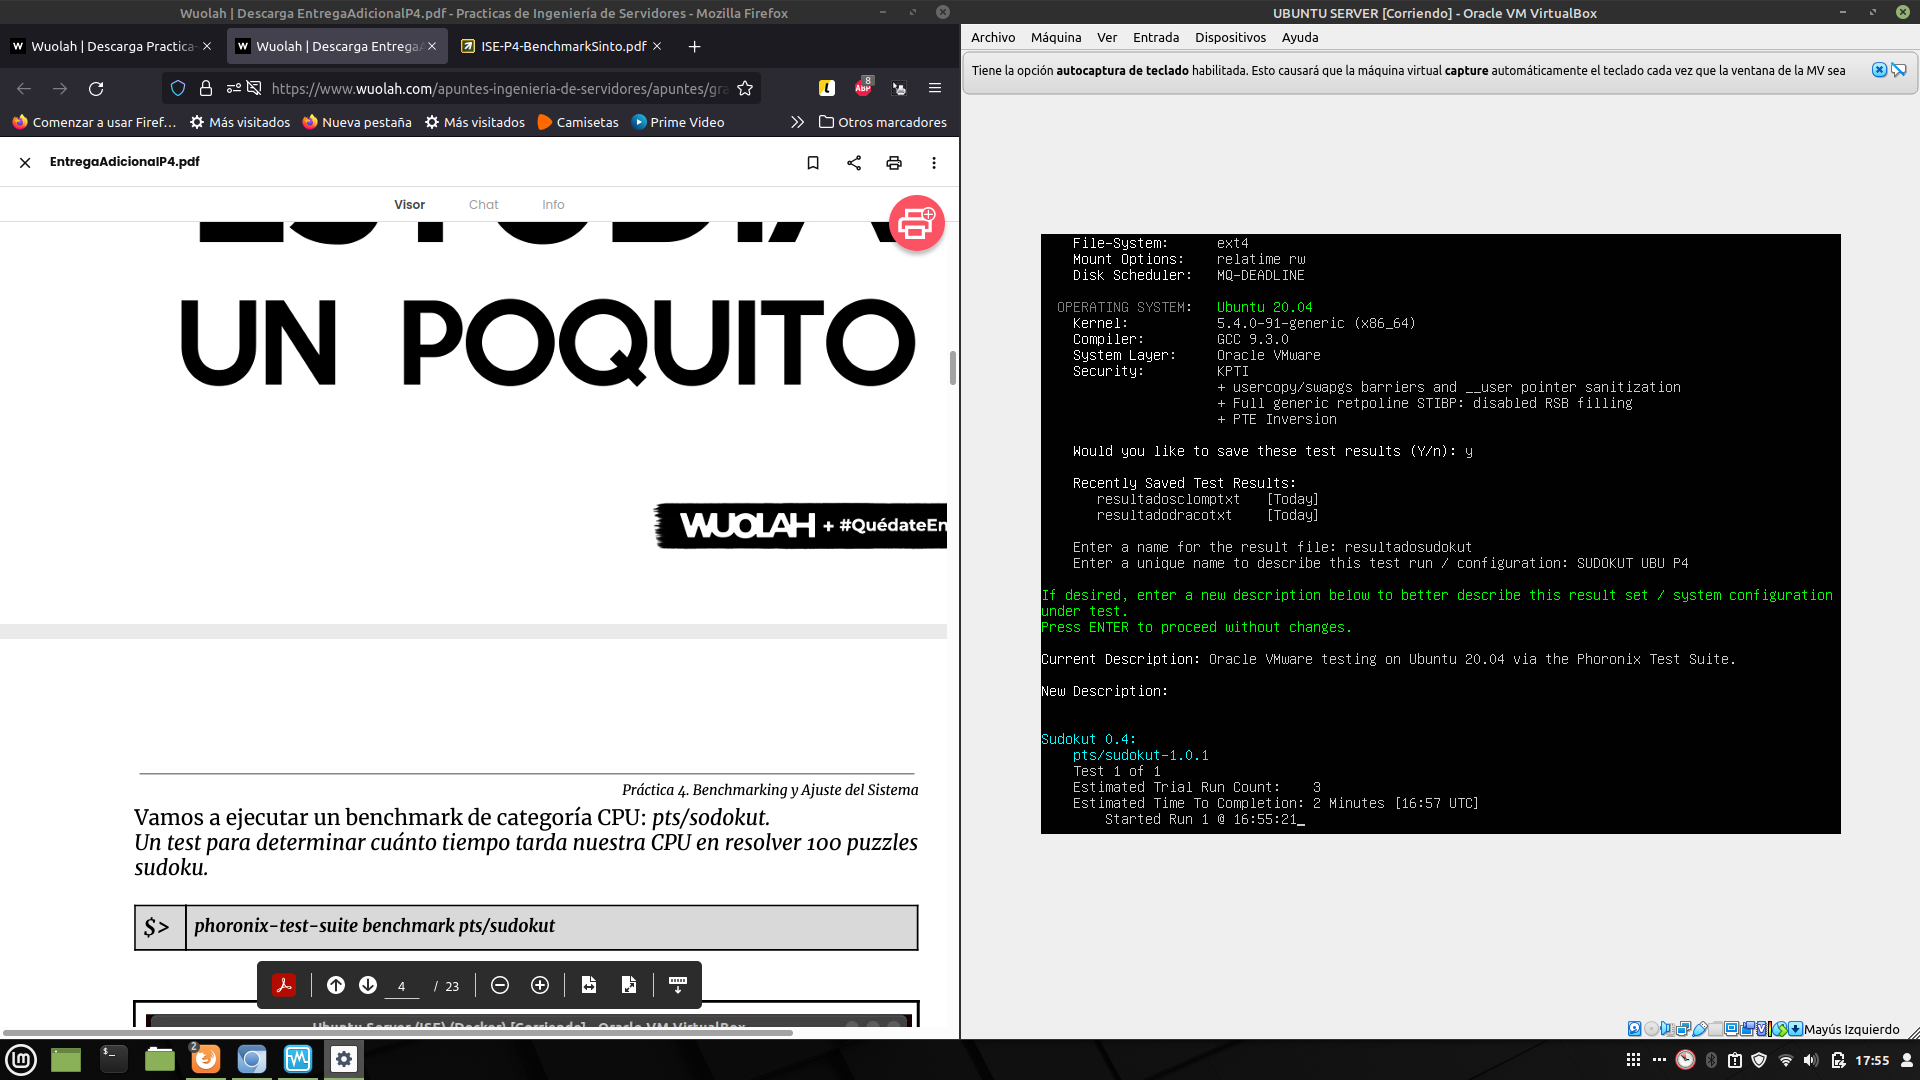 Wuolah | Descarga EntregaAdicionalP4.pdf - Practicas de Ingeniería de Servidores - Mozilla Firefox
Wuolah | Descarga Practica-
Wuolah | Descarga EntregaA
ISE-P4-BenchmarkSinto.pdf
https://www.wuolah.com/apuntes-ingenieria-de-servidores/apuntes/gra
8
ABP
Comenzar a usar Firef...
Más visitados
Nueva pestaña
Más visitados
Camisetas
Prime Video
Otros marcadores
EntregaAdicionalP4.pdf
Visor
Chat
Info
ESTUDIA
UN POQUITO
WUOLAH + #QuédateEn
Práctica 4. Benchmarking y Ajuste del Sistema
Vamos a ejecutar un benchmark de categoría CPU: pts/sodokut.
Un test para determinar cuánto tiempo tarda nuestra CPU en resolver 100 puzzles
sudoku.
$> phoronix-test-suite benchmark pts/sudokut
4 / 23
Ubuntu Server (ISE) (Docker) [Corriendo] - Oracle VM VirtualBox
UBUNTU SERVER [Corriendo] - Oracle VM VirtualBox
Archivo Máquina Ver Entrada Dispositivos Ayuda
Tiene la opción autocaptura de teclado habilitada. Esto causará que la máquina virtual capture automáticamente el teclado cada vez que la ventana de la MV sea
File-System: ext4
Mount Options: relatime rw
Disk Scheduler: MQ-DEADLINE
OPERATING SYSTEM: Ubuntu 20.04
Kernel: 5.4.0-91-generic (x86_64)
Compiler: GCC 9.3.0
System Layer: Oracle VMware
Security: KPTI
+ usercopy/swapgs barriers and __user pointer sanitization
+ Full generic retpoline STIBP: disabled RSB filling
+ PTE Inversion
Would you like to save these test results (Y/n): y
Recently Saved Test Results:
resultadosclomptxt [Today]
resultadodracotxt [Today]
Enter a name for the result file: resultadosudokut
Enter a unique name to describe this test run / configuration: SUDOKUT UBU P4
If desired, enter a new description below to better describe this result set / system configuration
under test.
Press ENTER to proceed without changes.
Current Description: Oracle VMware testing on Ubuntu 20.04 via the Phoronix Test Suite.
New Description:
Sudokut 0.4:
pts/sudokut-1.0.1
Test 1 of 1
Estimated Trial Run Count: 3
Estimated Time To Completion: 2 Minutes [16:57 UTC]
Started Run 1 @ 16:55:21_
Mayús Izquierdo
2
17:55